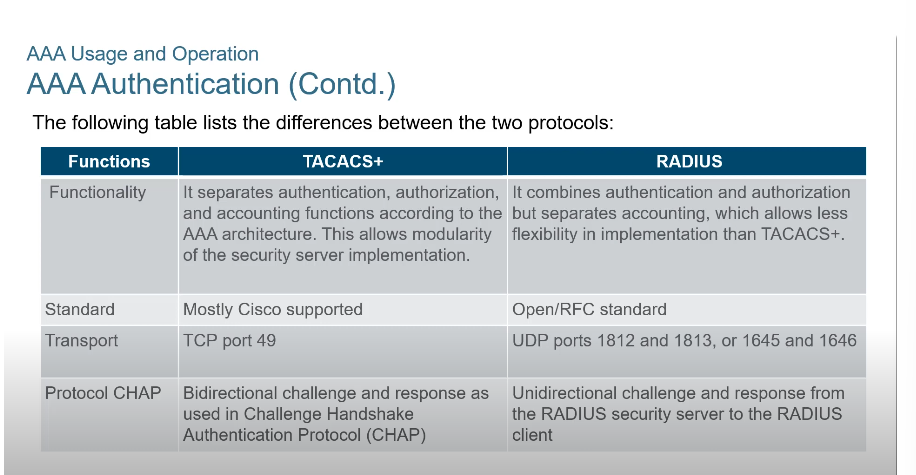 AAA Usage and Operation
AAA Authentication (Contd.)
The following table lists the differences between the two protocols:
Functions TACACS+ RADIUS
Functionality It separates authentication, authorization, It combines authentication and authorization
and accounting functions according to the but separates accounting, which allows less
AAA architecture. This allows modularity flexibility in implementation than TACACS+.
of the security server implementation.
Standard Mostly Cisco supported Open/RFC standard
Transport TCP port 49 UDP ports 1812 and 1813, or 1645 and 1646
Protocol CHAP Bidirectional challenge and response as Unidirectional challenge and response from
used in Challenge Handshake the RADIUS security server to the RADIUS
Authentication Protocol (CHAP) client